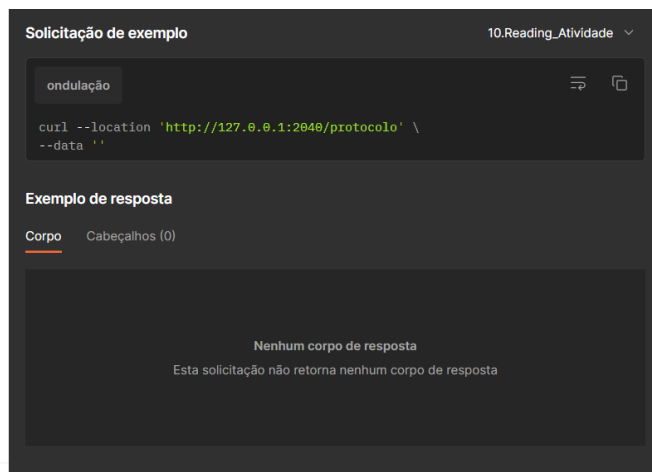 Solicitação de exemplo
10.Reading_Atividade
ondulação
curl --location 'http://127.0.0.1:2040/protocolo' \
--data ''
Exemplo de resposta
Corpo Cabeçalhos (0)
Nenhum corpo de resposta
Esta solicitação não retorna nenhum corpo de resposta